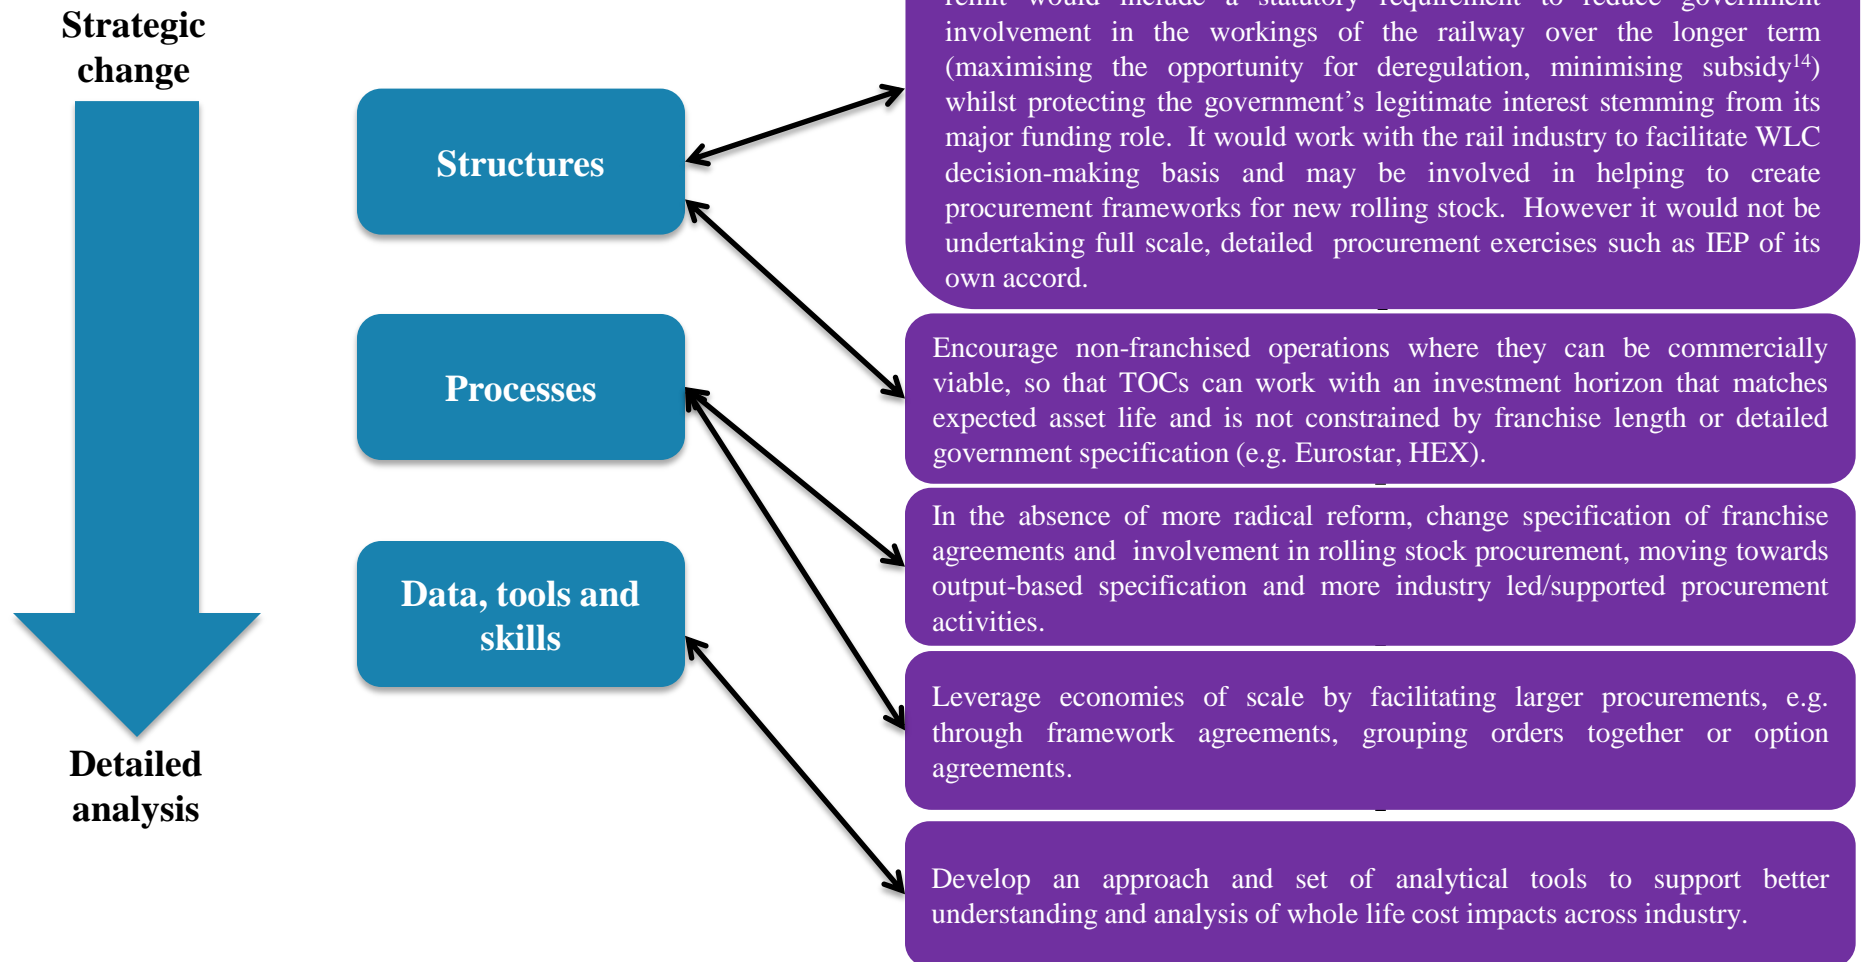 Strategic
change
Structures
Processes
Data, tools and
skills
Detailed
analysis
remit would include a statutory requirement to reduce government
involvement in the workings of the railway over the longer term
(maximising the opportunity for deregulation, minimising subsidy14)
whilst protecting the government’s legitimate interest stemming from its
major funding role. It would work with the rail industry to facilitate WLC
decision-making basis and may be involved in helping to create
procurement frameworks for new rolling stock. However it would not be
undertaking full scale, detailed procurement exercises such as IEP of its
own accord.
Encourage non-franchised operations where they can be commercially
viable, so that TOCs can work with an investment horizon that matches
expected asset life and is not constrained by franchise length or detailed
government specification (e.g. Eurostar, HEX).
In the absence of more radical reform, change specification of franchise
agreements and involvement in rolling stock procurement, moving towards
output-based specification and more industry led/supported procurement
activities.
Leverage economies of scale by facilitating larger procurements, e.g.
through framework agreements, grouping orders together or option
agreements.
Develop an approach and set of analytical tools to support better
understanding and analysis of whole life cost impacts across industry.